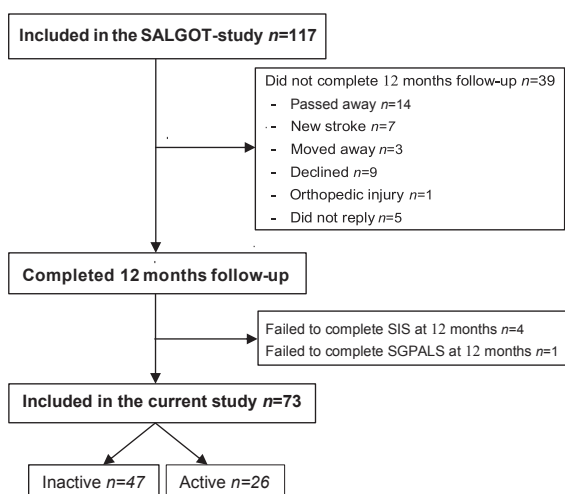 Included in the SALGOT-study n=117
Did not complete 12 months follow-up n=39
- Passed away n=14
- New stroke n=7
- Moved away n=3
- Declined n=9
- Orthopedic injury n=1
- Did not reply n=5
Completed 12 months follow-up
Failed to complete SIS at 12 months n=4
Failed to complete SGPALS at 12 months n=1
Included in the current study n=73
Inactive n=47
Active n=26